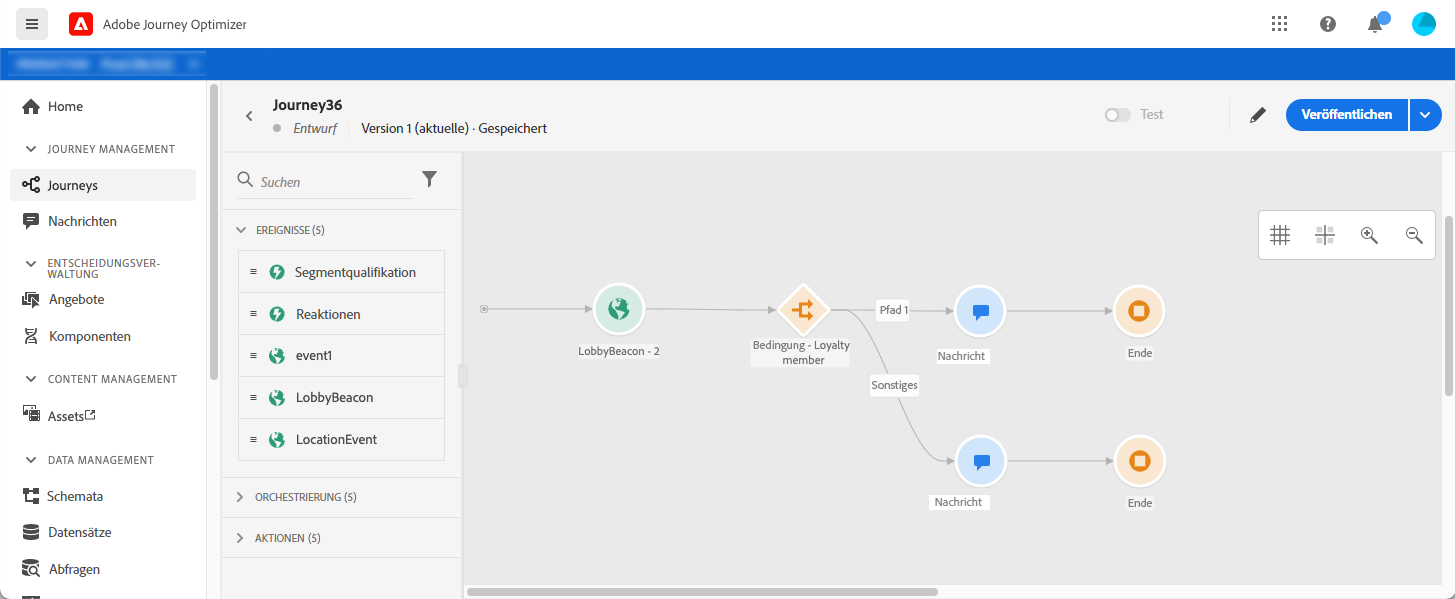 Adobe Journey Optimizer
Home
JOURNEY MANAGEMENT
Journeys
Nachrichten
ENTSCHEIDUNGSVER-
WALTUNG
Angebote
Komponenten
CONTENT MANAGEMENT
Assets
DATA MANAGEMENT
Schemata
Datensätze
Abfragen
Journey36
Entwurf Version 1 (aktuelle) · Gespeichert
Test
Veröffentlichen
Suchen
EREIGNISSE (5)
Segmentqualifikation
Reaktionen
event1
LobbyBeacon
LocationEvent
ORCHESTRIERUNG (5)
AKTIONEN (5)
LobbyBeacon - 2
Bedingung - Loyalty
member
Pfad 1
Nachricht
Ende
Sonstiges
Nachricht
Ende